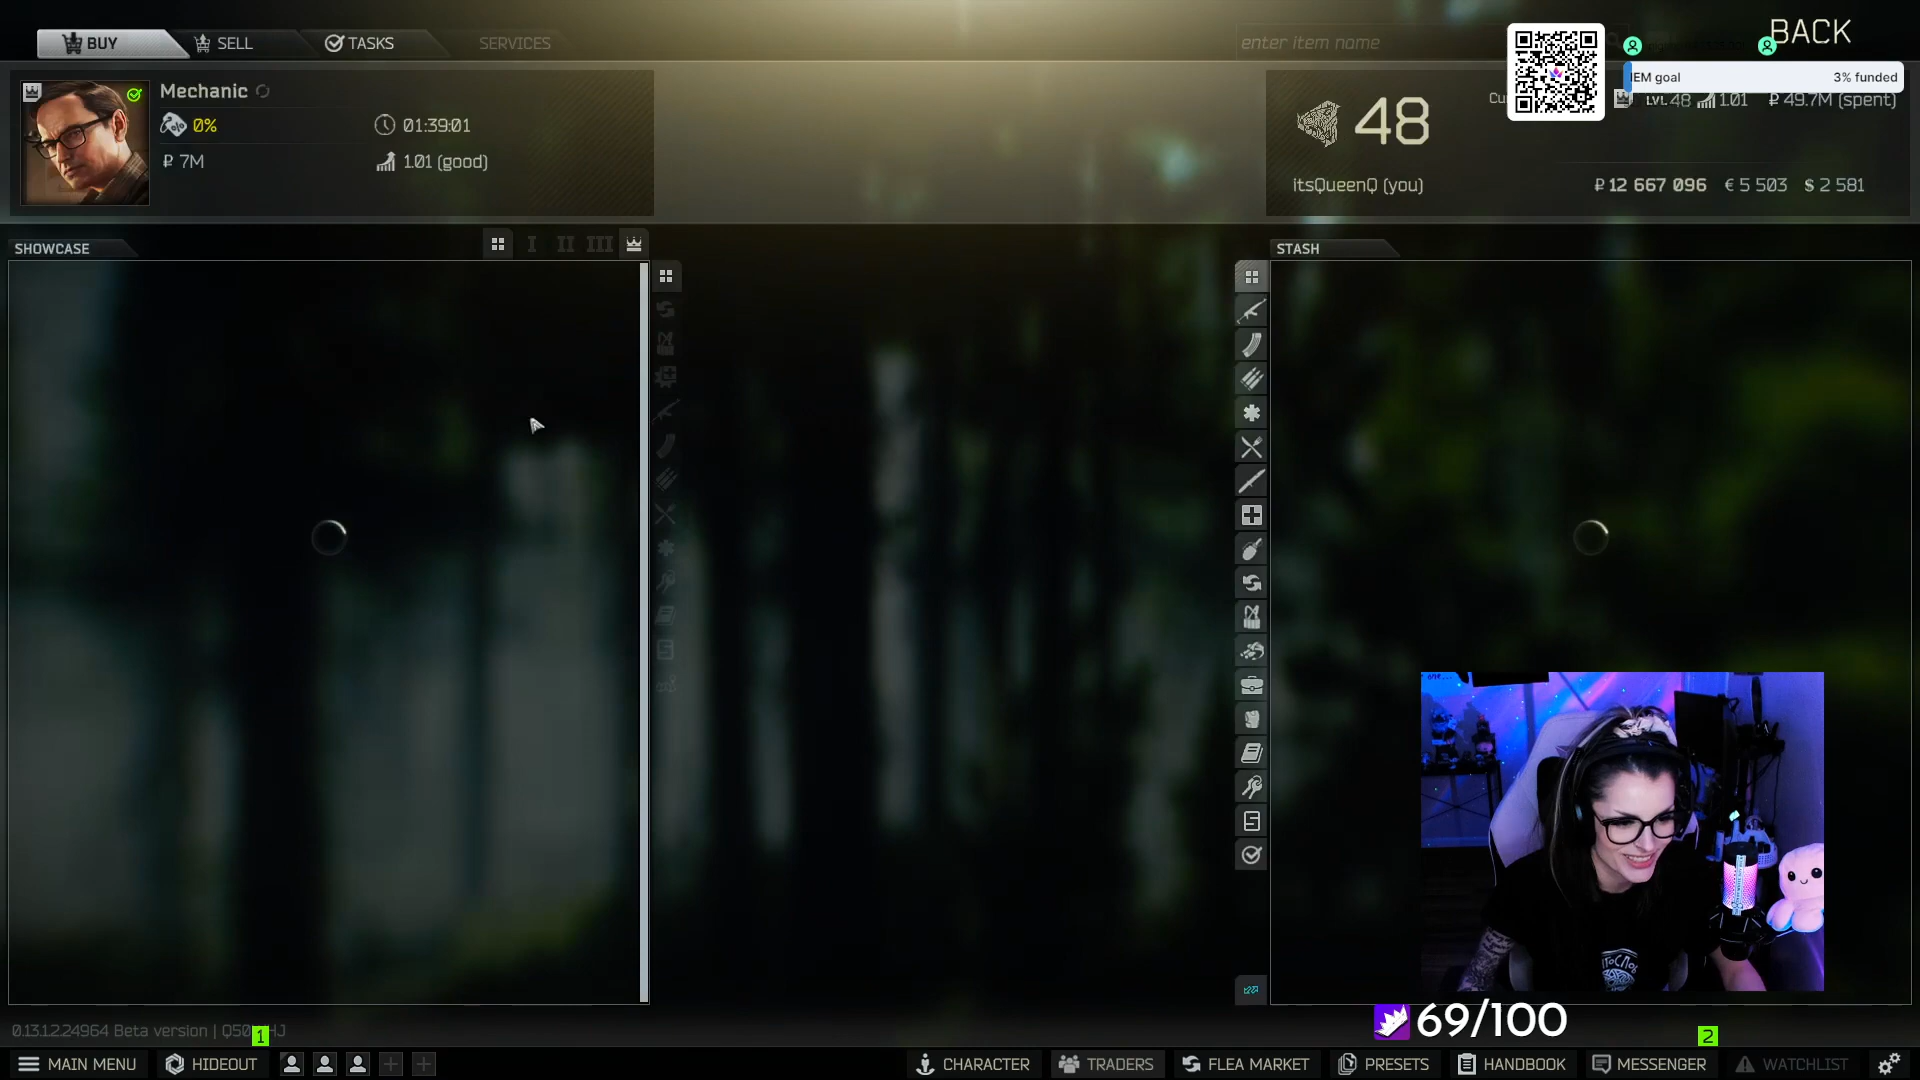 BUY
SELL
TASKS
SERVICES
enter item name
BACK
IEM goal
3% funded
Mechanic
0%
01:39:01
₽ 7M
1.01 (good)
48
LVL 48
1.01
₽ 49.7M (spent)
itsQueenQ (you)
₽ 12 667 096
€ 5 503
$ 2 581
SHOWCASE
I
II
III
STASH
0.13.1.2.24964 Beta version
69/100
1
2
MAIN MENU
HIDEOUT
CHARACTER
TRADERS
FLEA MARKET
PRESETS
HANDBOOK
MESSENGER
WATCHLIST